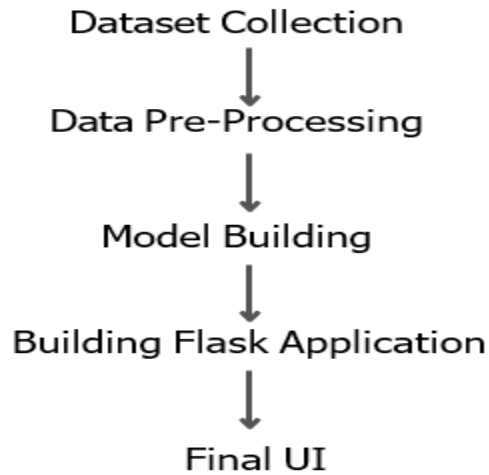 Dataset Collection
Data Pre-Processing
Model Building
Building Flask Application
Final UI